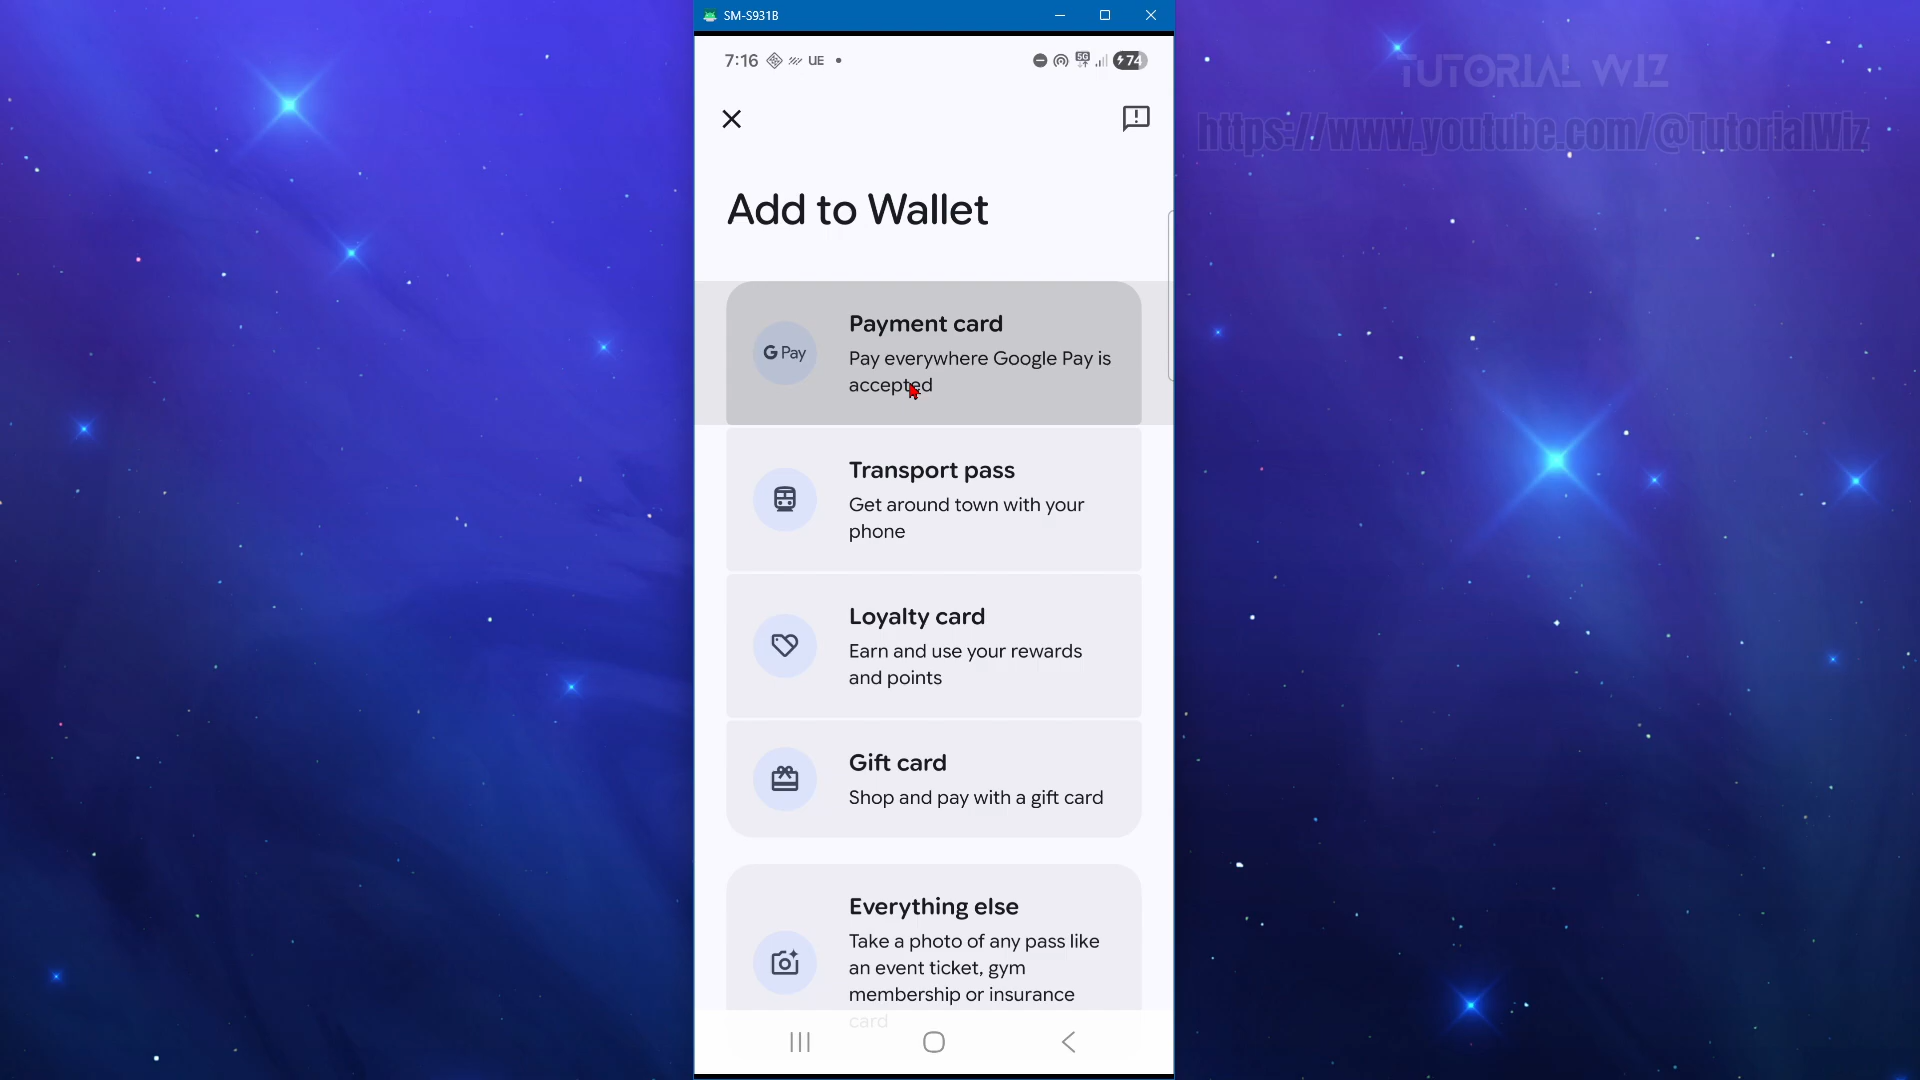 SM-S931B
TUTORIAL WIZ
https://www.youtube.com/@TutorialWiz
7:16 UE 5G 74
Add to Wallet
G Pay
Payment card
Pay everywhere Google Pay is
accepted
Transport pass
Get around town with your
phone
Loyalty card
Earn and use your rewards
and points
Gift card
Shop and pay with a gift card
Everything else
Take a photo of any pass like
an event ticket, gym
membership or insurance
card